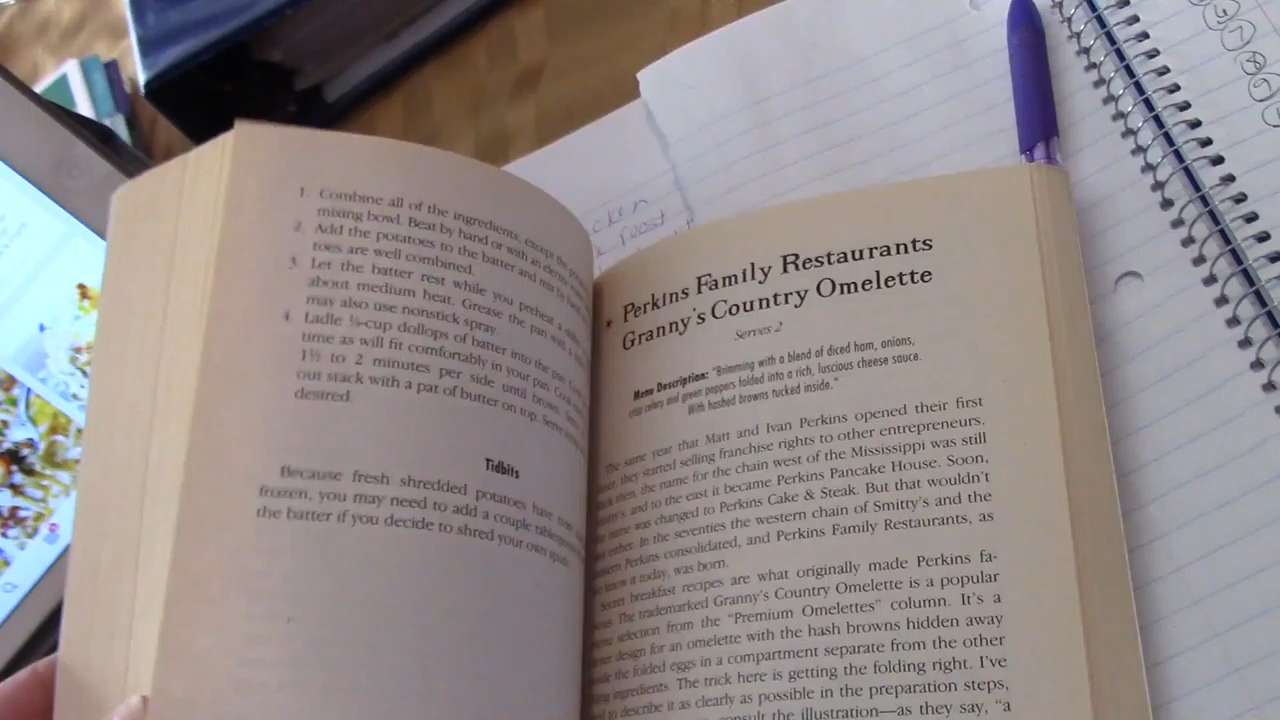 1. Combine all of the ingredients, except the
mixing bowl. Beat by hand or with an electric
2. Add the potatoes to the batter and mix by hand
toes are well combined.
3. Let the batter rest while you preheat a
about medium heat. Grease the pan with a
may also use nonstick spray.
4. Ladle ⅓-cup dollops of batter into the pan. Cook
time as will fit comfortably in your pan. Cook
1½ to 2 minutes per side until brown. Serve
out stack with a pat of butter on top. Serve
desired.
Tidbits
Because fresh shredded potatoes have
frozen, you may need to add a couple
the batter if you decide to shred your own spuds.
Perkins Family Restaurants
Granny's Country Omelette
Serves 2
Menu Description: "Brimming with a blend of diced ham, onions,
crisp celery and green peppers folded into a rich, luscious cheese sauce.
With hashed browns tucked inside."
The same year that Matt and Ivan Perkins opened their first
they started selling franchise rights to other entrepreneurs.
then, the name for the chain west of the Mississippi was still
and to the east it became Perkins Pancake House. Soon,
name was changed to Perkins Cake & Steak. But that wouldn't
either. In the seventies the western chain of Smitty's and the
Perkins consolidated, and Perkins Family Restaurants, as
know it today, was born.
Secret breakfast recipes are what originally made Perkins fa-
The trademarked Granny's Country Omelette is a popular
selection from the "Premium Omelettes" column. It's a
design for an omelette with the hash browns hidden away
the folded eggs in a compartment separate from the other
ingredients. The trick here is getting the folding right. I've
to describe it as clearly as possible in the preparation steps,
consult the illustration—as they say, "a